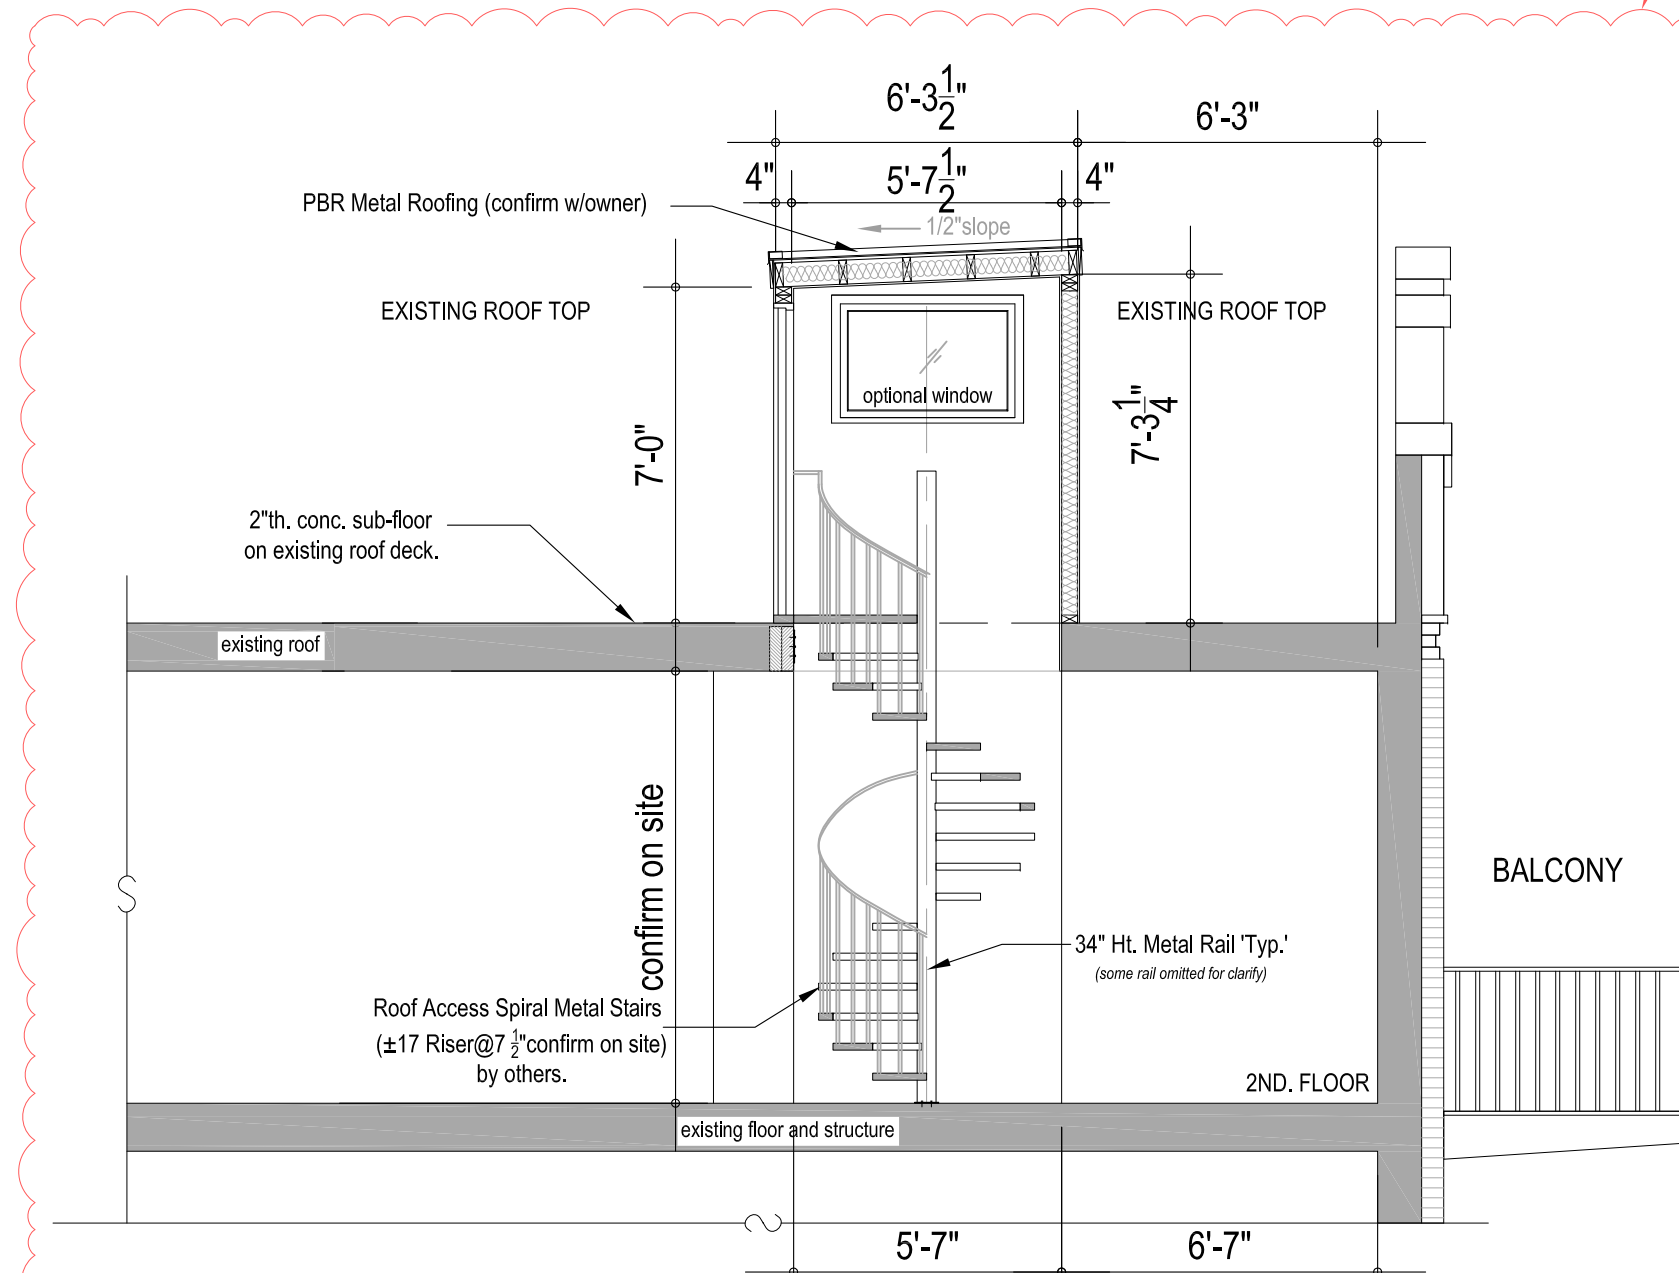 6'-3 1/2"
6'-3"
4"
5'-7 1/2"
4"
PBR Metal Roofing (confirm w/owner)
1/2"slope
EXISTING ROOF TOP
EXISTING ROOF TOP
optional window
7'-0"
7'-3 1/4"
2"th. conc. sub-floor
on existing roof deck.
existing roof
confirm on site
BALCONY
34" Ht. Metal Rail 'Typ.'
(some rail omitted for clarify)
Roof Access Spiral Metal Stairs
(±17 Riser@7 1/2"confirm on site)
by others.
2ND. FLOOR
existing floor and structure
5'-7"
6'-7"